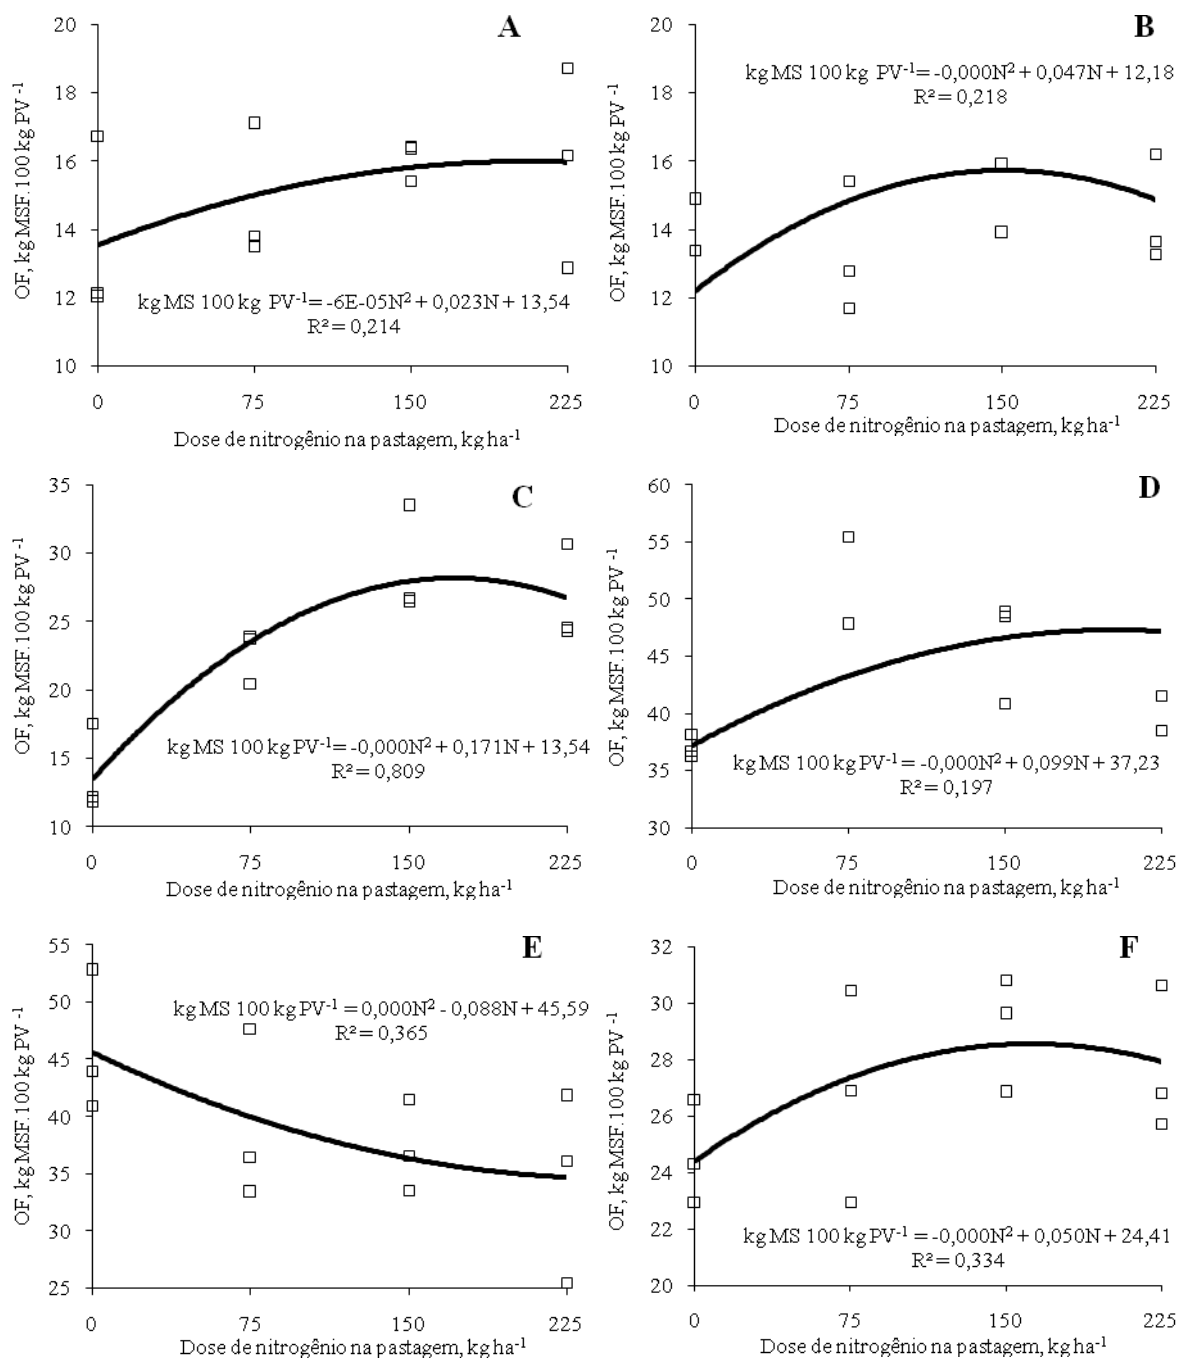 A
OF, kg MSF.100 kg PV -1
20
18
16
14
12
10
kg MS 100 kg PV-1= -6E-05N2 + 0,023N + 13,54
R² = 0,214
0 75 150 225
Dose de nitrogênio na pastagem, kg ha-1
B
OF, kg MSF.100 kg PV -1
20
18
16
14
12
10
kg MS 100 kg PV-1= -0,000N2 + 0,047N + 12,18
R² = 0,218
0 75 150 225
Dose de nitrogênio na pastagem, kg ha-1
C
OF, kg MSF.100 kg PV -1
35
30
25
20
15
10
kg MS 100 kg PV-1= -0,000N2 + 0,171N + 13,54
R² = 0,809
0 75 150 225
Dose de nitrogênio na pastagem, kg ha-1
D
OF, kg MSF.100 kg PV -1
60
55
50
45
40
35
30
kg MS 100 kg PV-1= -0,000N2 + 0,099N + 37,23
R² = 0,197
0 75 150 225
Dose de nitrogênio na pastagem, kg ha-1
E
OF, kg MSF.100 kg PV -1
55
50
45
40
35
30
25
kg MS 100 kg PV-1 = 0,000N2 - 0,088N + 45,59
R² = 0,365
0 75 150 225
Dose de nitrogênio na pastagem, kg ha-1
F
OF, kg MSF.100 kg PV -1
32
30
28
26
24
22
20
kg MS 100 kg PV-1 = -0,000N2 + 0,050N + 24,41
R² = 0,334
0 75 150 225
Dose de nitrogênio na pastagem, kg ha-1